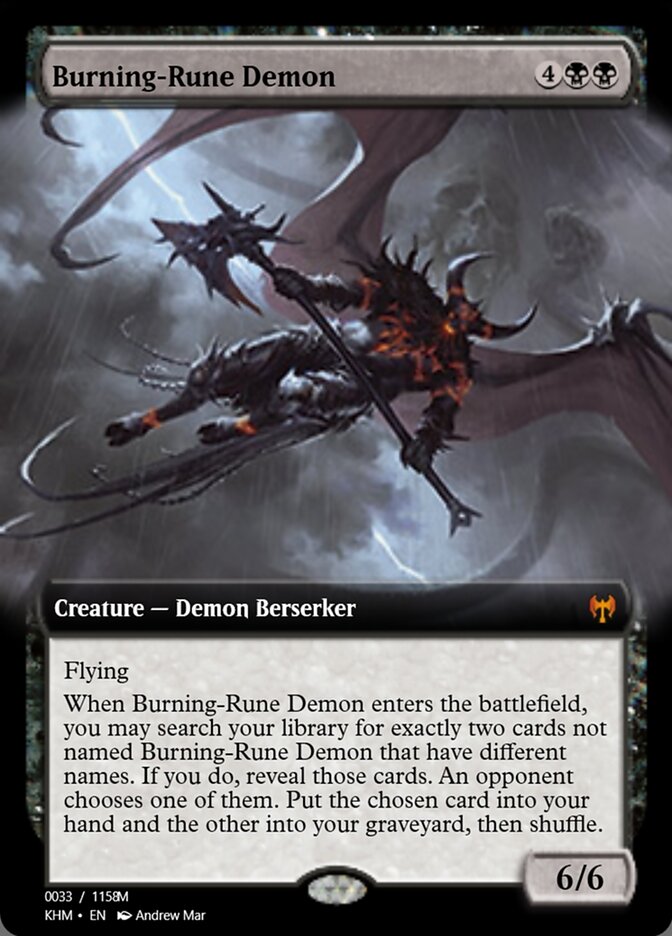 Burning-Rune Demon
4
Creature — Demon Berserker
Flying
When Burning-Rune Demon enters the battlefield,
you may search your library for exactly two cards not
named Burning-Rune Demon that have different
names. If you do, reveal those cards. An opponent
chooses one of them. Put the chosen card into your
hand and the other into your graveyard, then shuffle.
6/6
0033 / 1158M
KHM • EN Andrew Mar